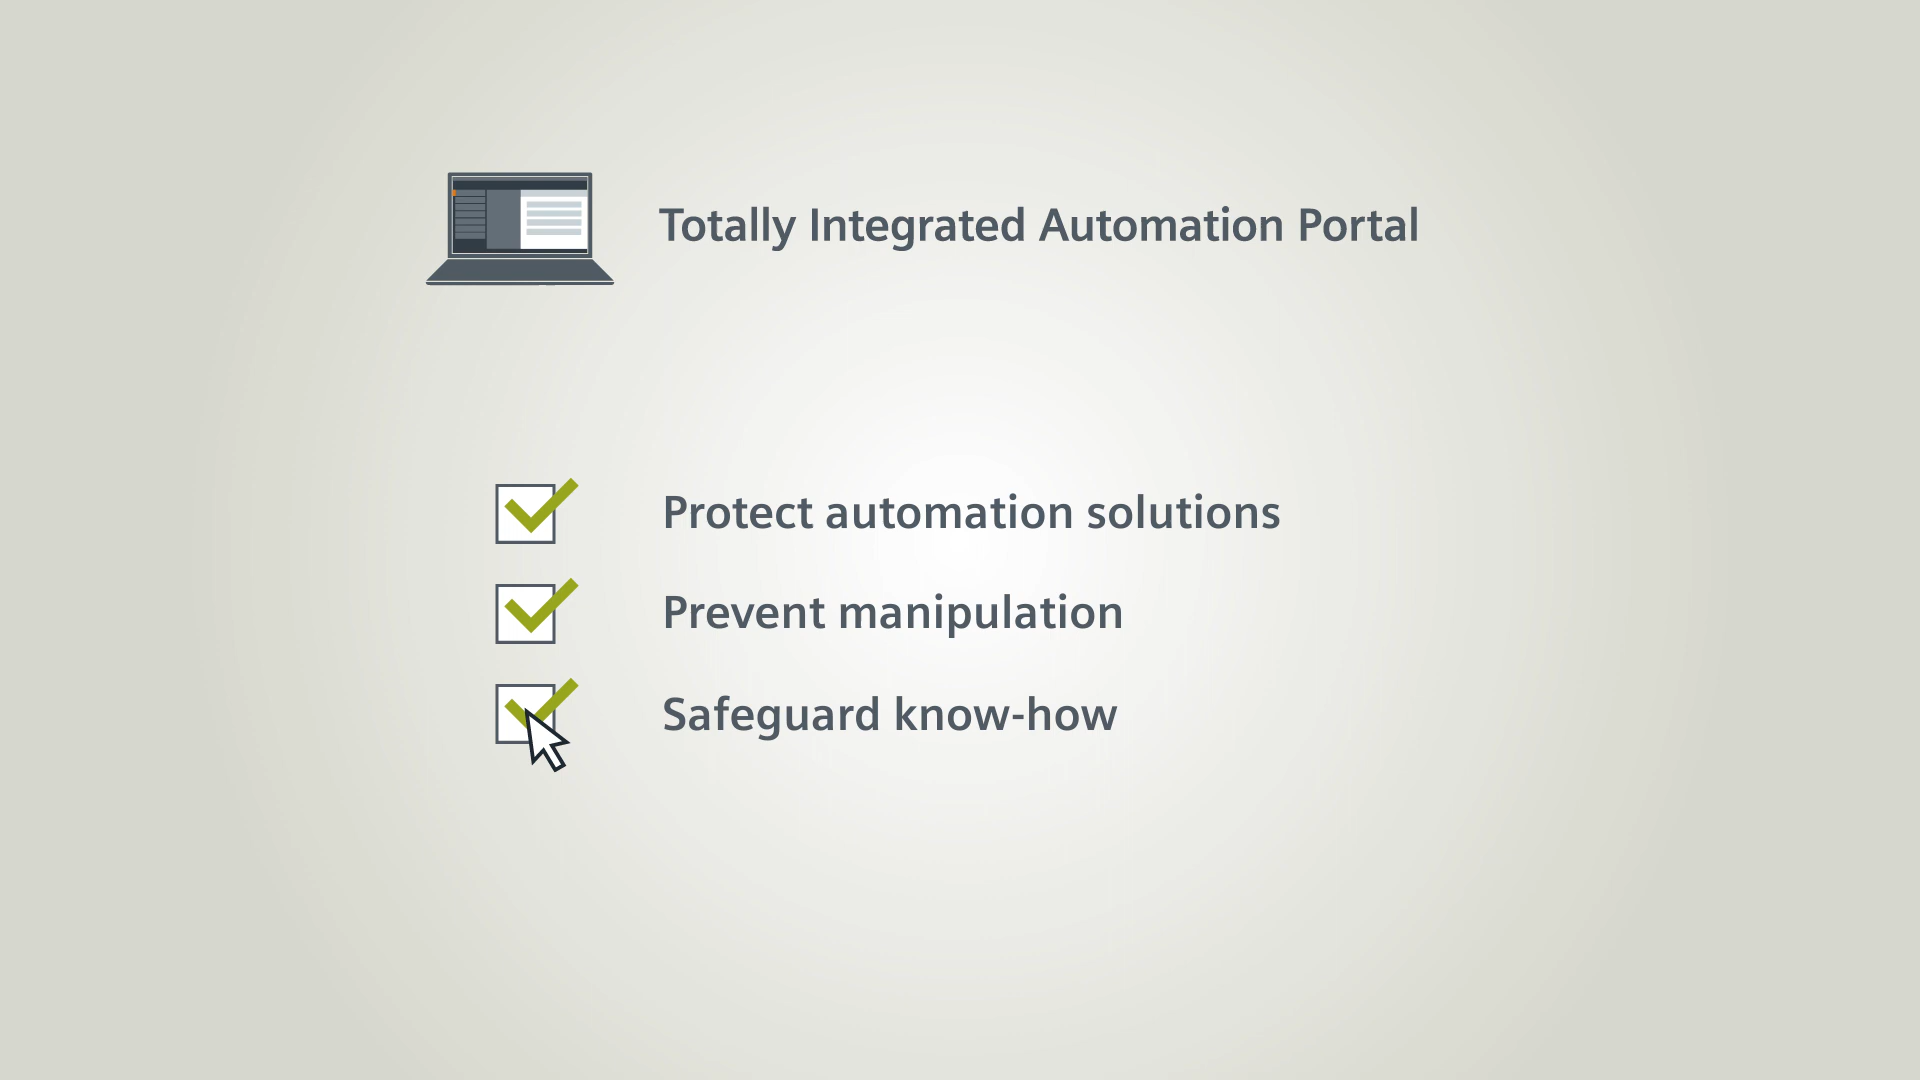 Totally Integrated Automation Portal
Protect automation solutions
Prevent manipulation
Safeguard know-how